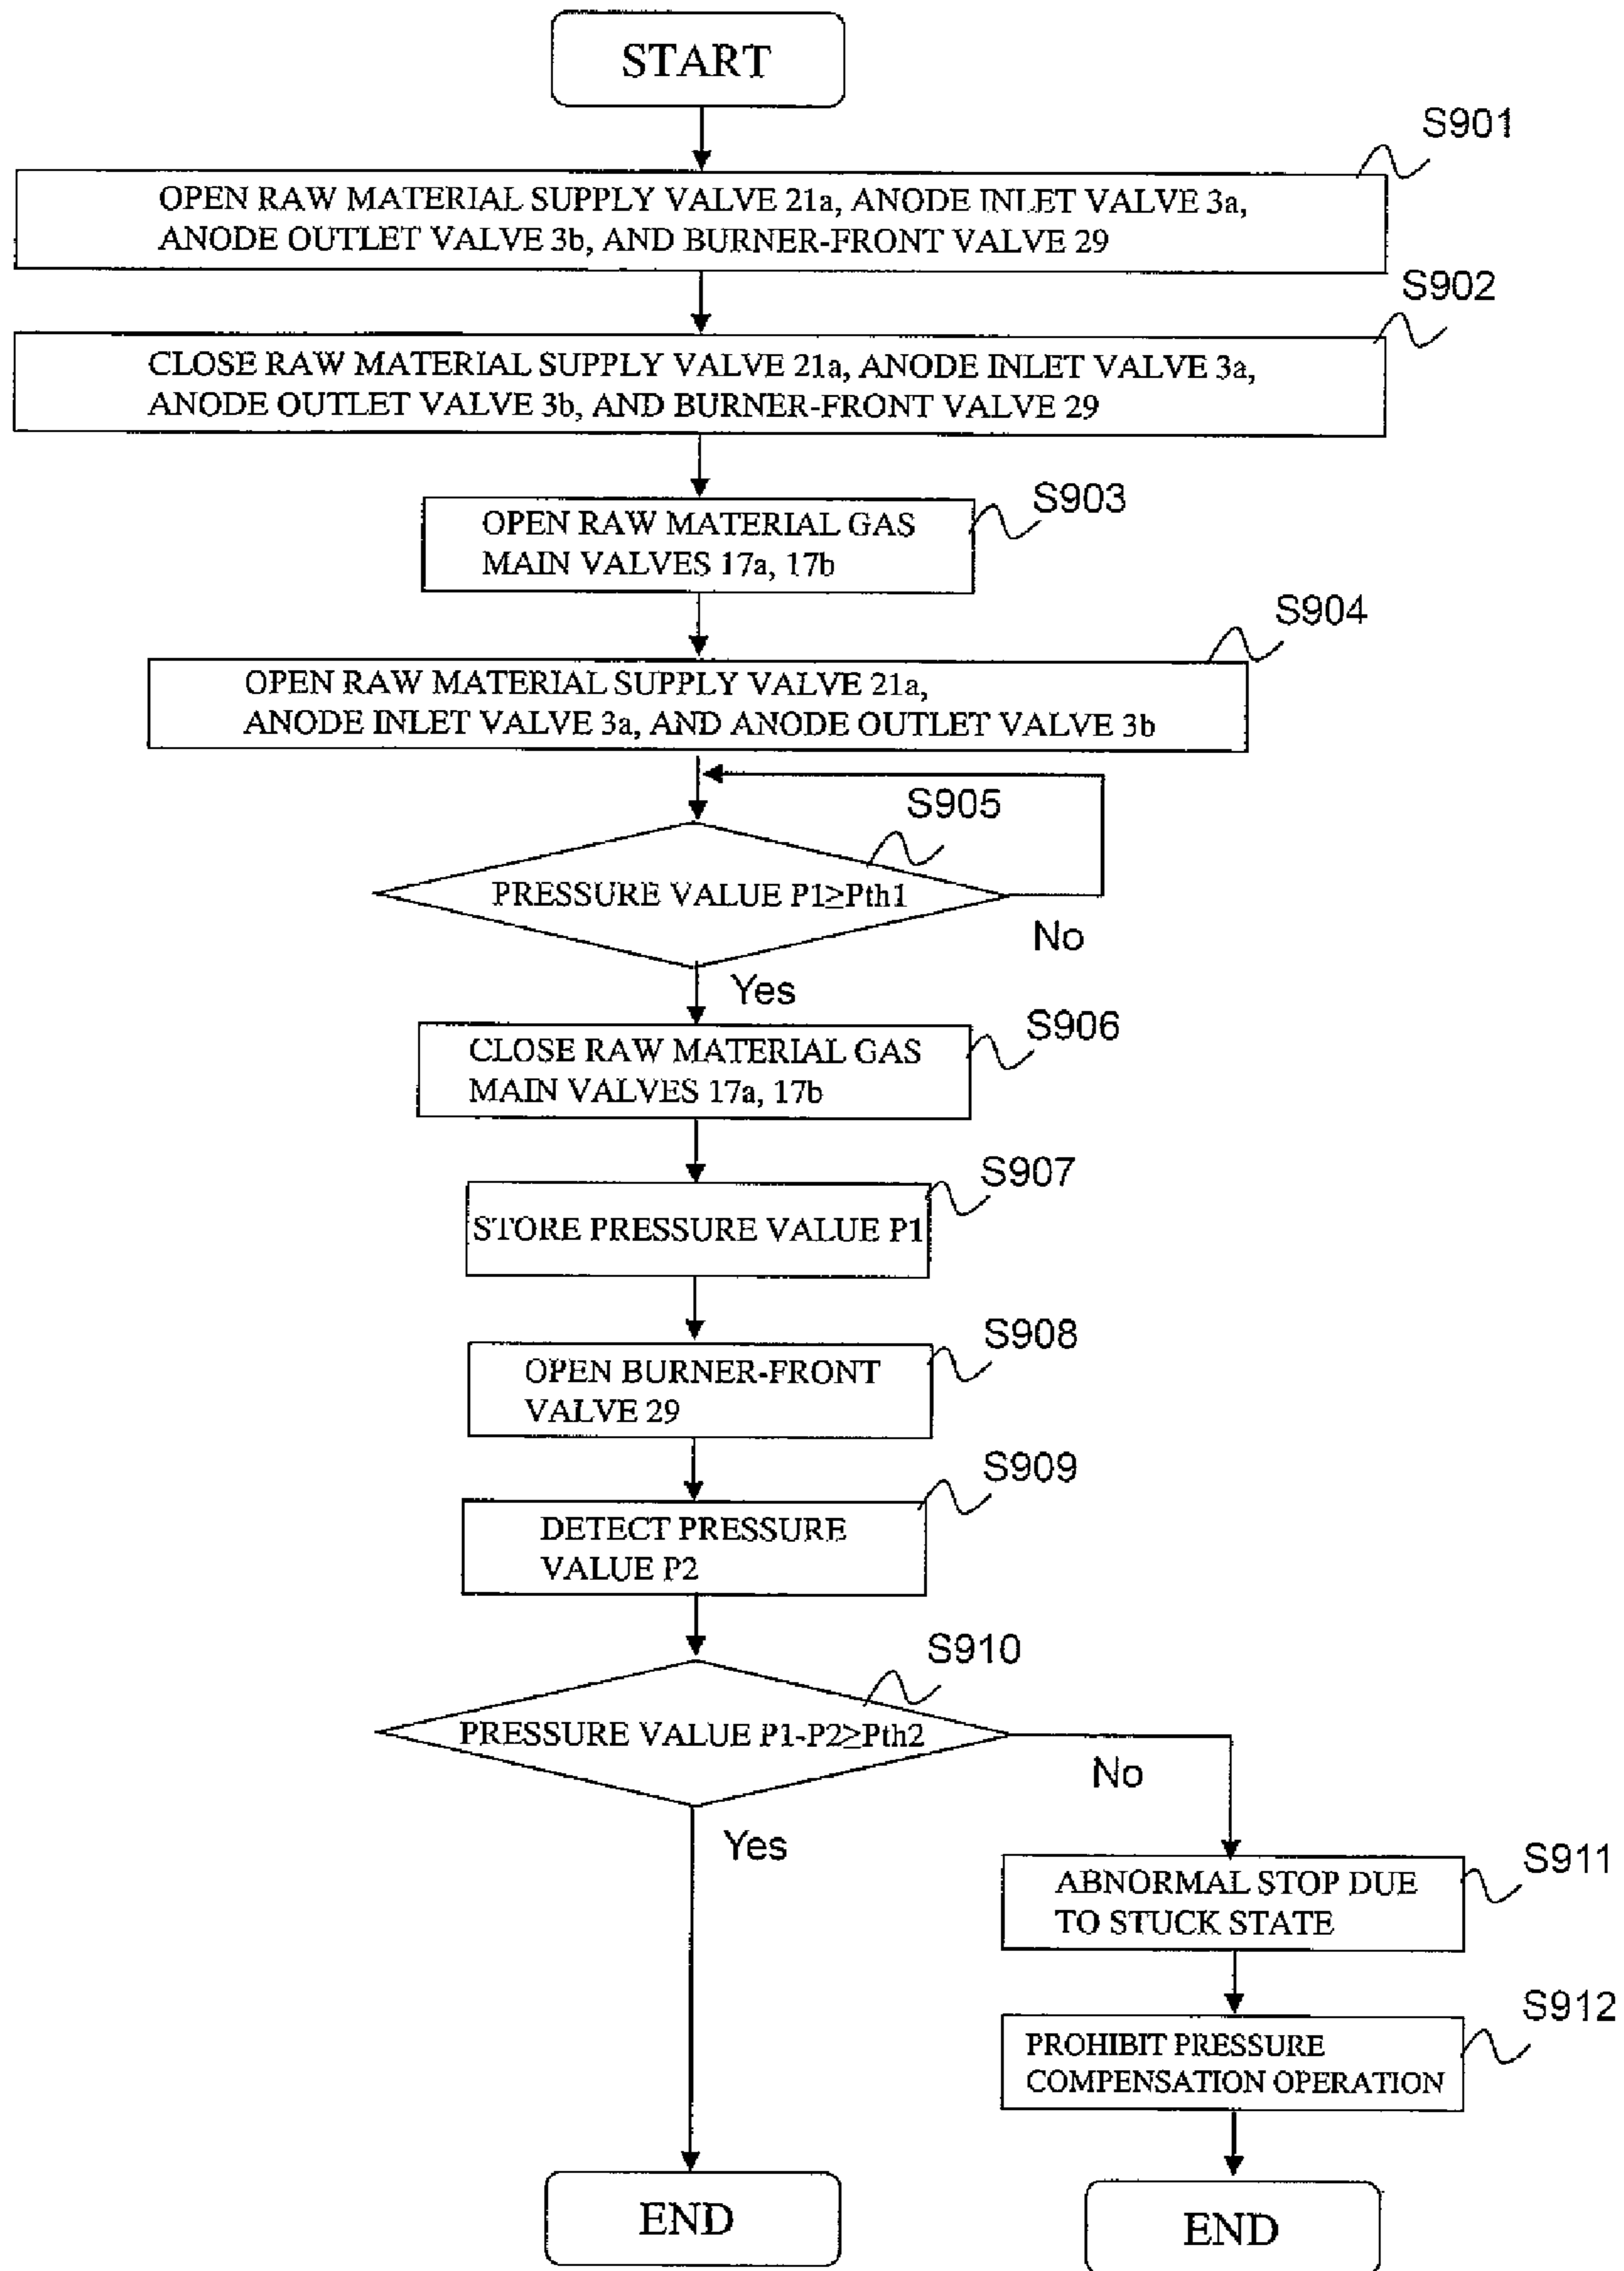 START
S901
OPEN RAW MATERIAL SUPPLY VALVE 21a, ANODE INLET VALVE 3a,
ANODE OUTLET VALVE 3b, AND BURNER-FRONT VALVE 29
S902
CLOSE RAW MATERIAL SUPPLY VALVE 21a, ANODE INLET VALVE 3a,
ANODE OUTLET VALVE 3b, AND BURNER-FRONT VALVE 29
S903
OPEN RAW MATERIAL GAS
MAIN VALVES 17a, 17b
S904
OPEN RAW MATERIAL SUPPLY VALVE 21a,
ANODE INLET VALVE 3a, AND ANODE OUTLET VALVE 3b
S905
PRESSURE VALUE P1≥Pth1
No
Yes
S906
CLOSE RAW MATERIAL GAS
MAIN VALVES 17a, 17b
S907
STORE PRESSURE VALUE P1
S908
OPEN BURNER-FRONT
VALVE 29
S909
DETECT PRESSURE
VALUE P2
S910
PRESSURE VALUE P1-P2≥Pth2
No
Yes
S911
ABNORMAL STOP DUE
TO STUCK STATE
S912
PROHIBIT PRESSURE
COMPENSATION OPERATION
END
END